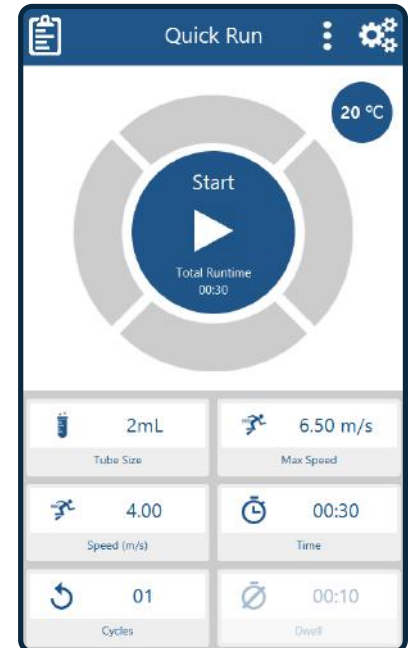 Quick Run
20 °C
Start
Total Runtime
00:30
2mL
6.50 m/s
Tube Size
Max Speed
4.00
00:30
Speed (m/s)
Time
01
00:10
Cycles
Dwell